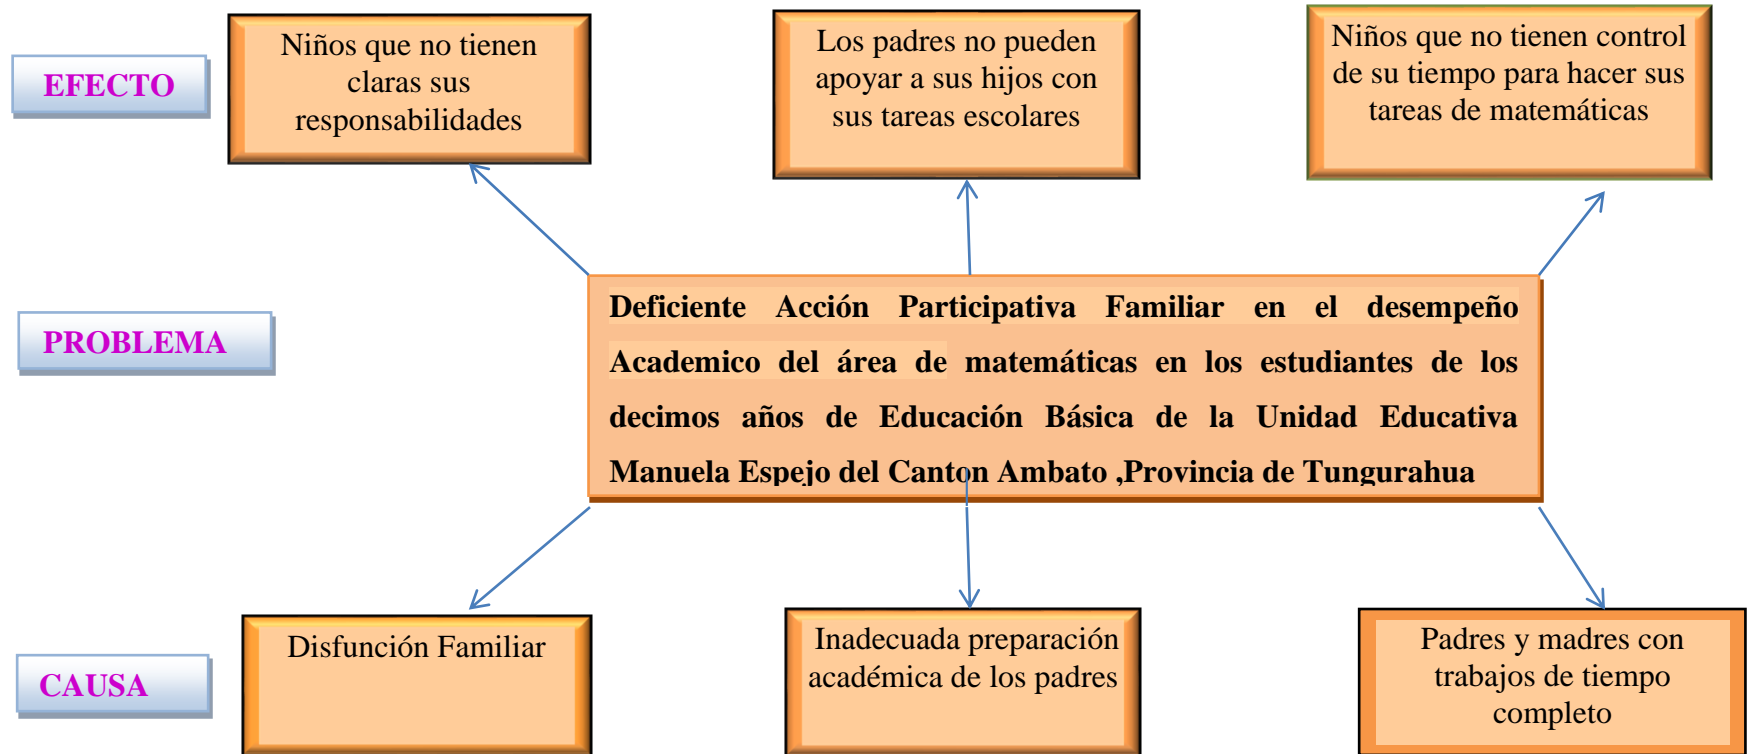 EFECTO
Niños que no tienen
claras sus
responsabilidades
Los padres no pueden
apoyar a sus hijos con
sus tareas escolares
Niños que no tienen control
de su tiempo para hacer sus
tareas de matemáticas
PROBLEMA
Deficiente Acción Participativa Familiar en el desempeño
Academico del área de matemáticas en los estudiantes de los
decimos años de Educación Básica de la Unidad Educativa
Manuela Espejo del Canton Ambato ,Provincia de Tungurahua
CAUSA
Disfunción Familiar
Inadecuada preparación
académica de los padres
Padres y madres con
trabajos de tiempo
completo